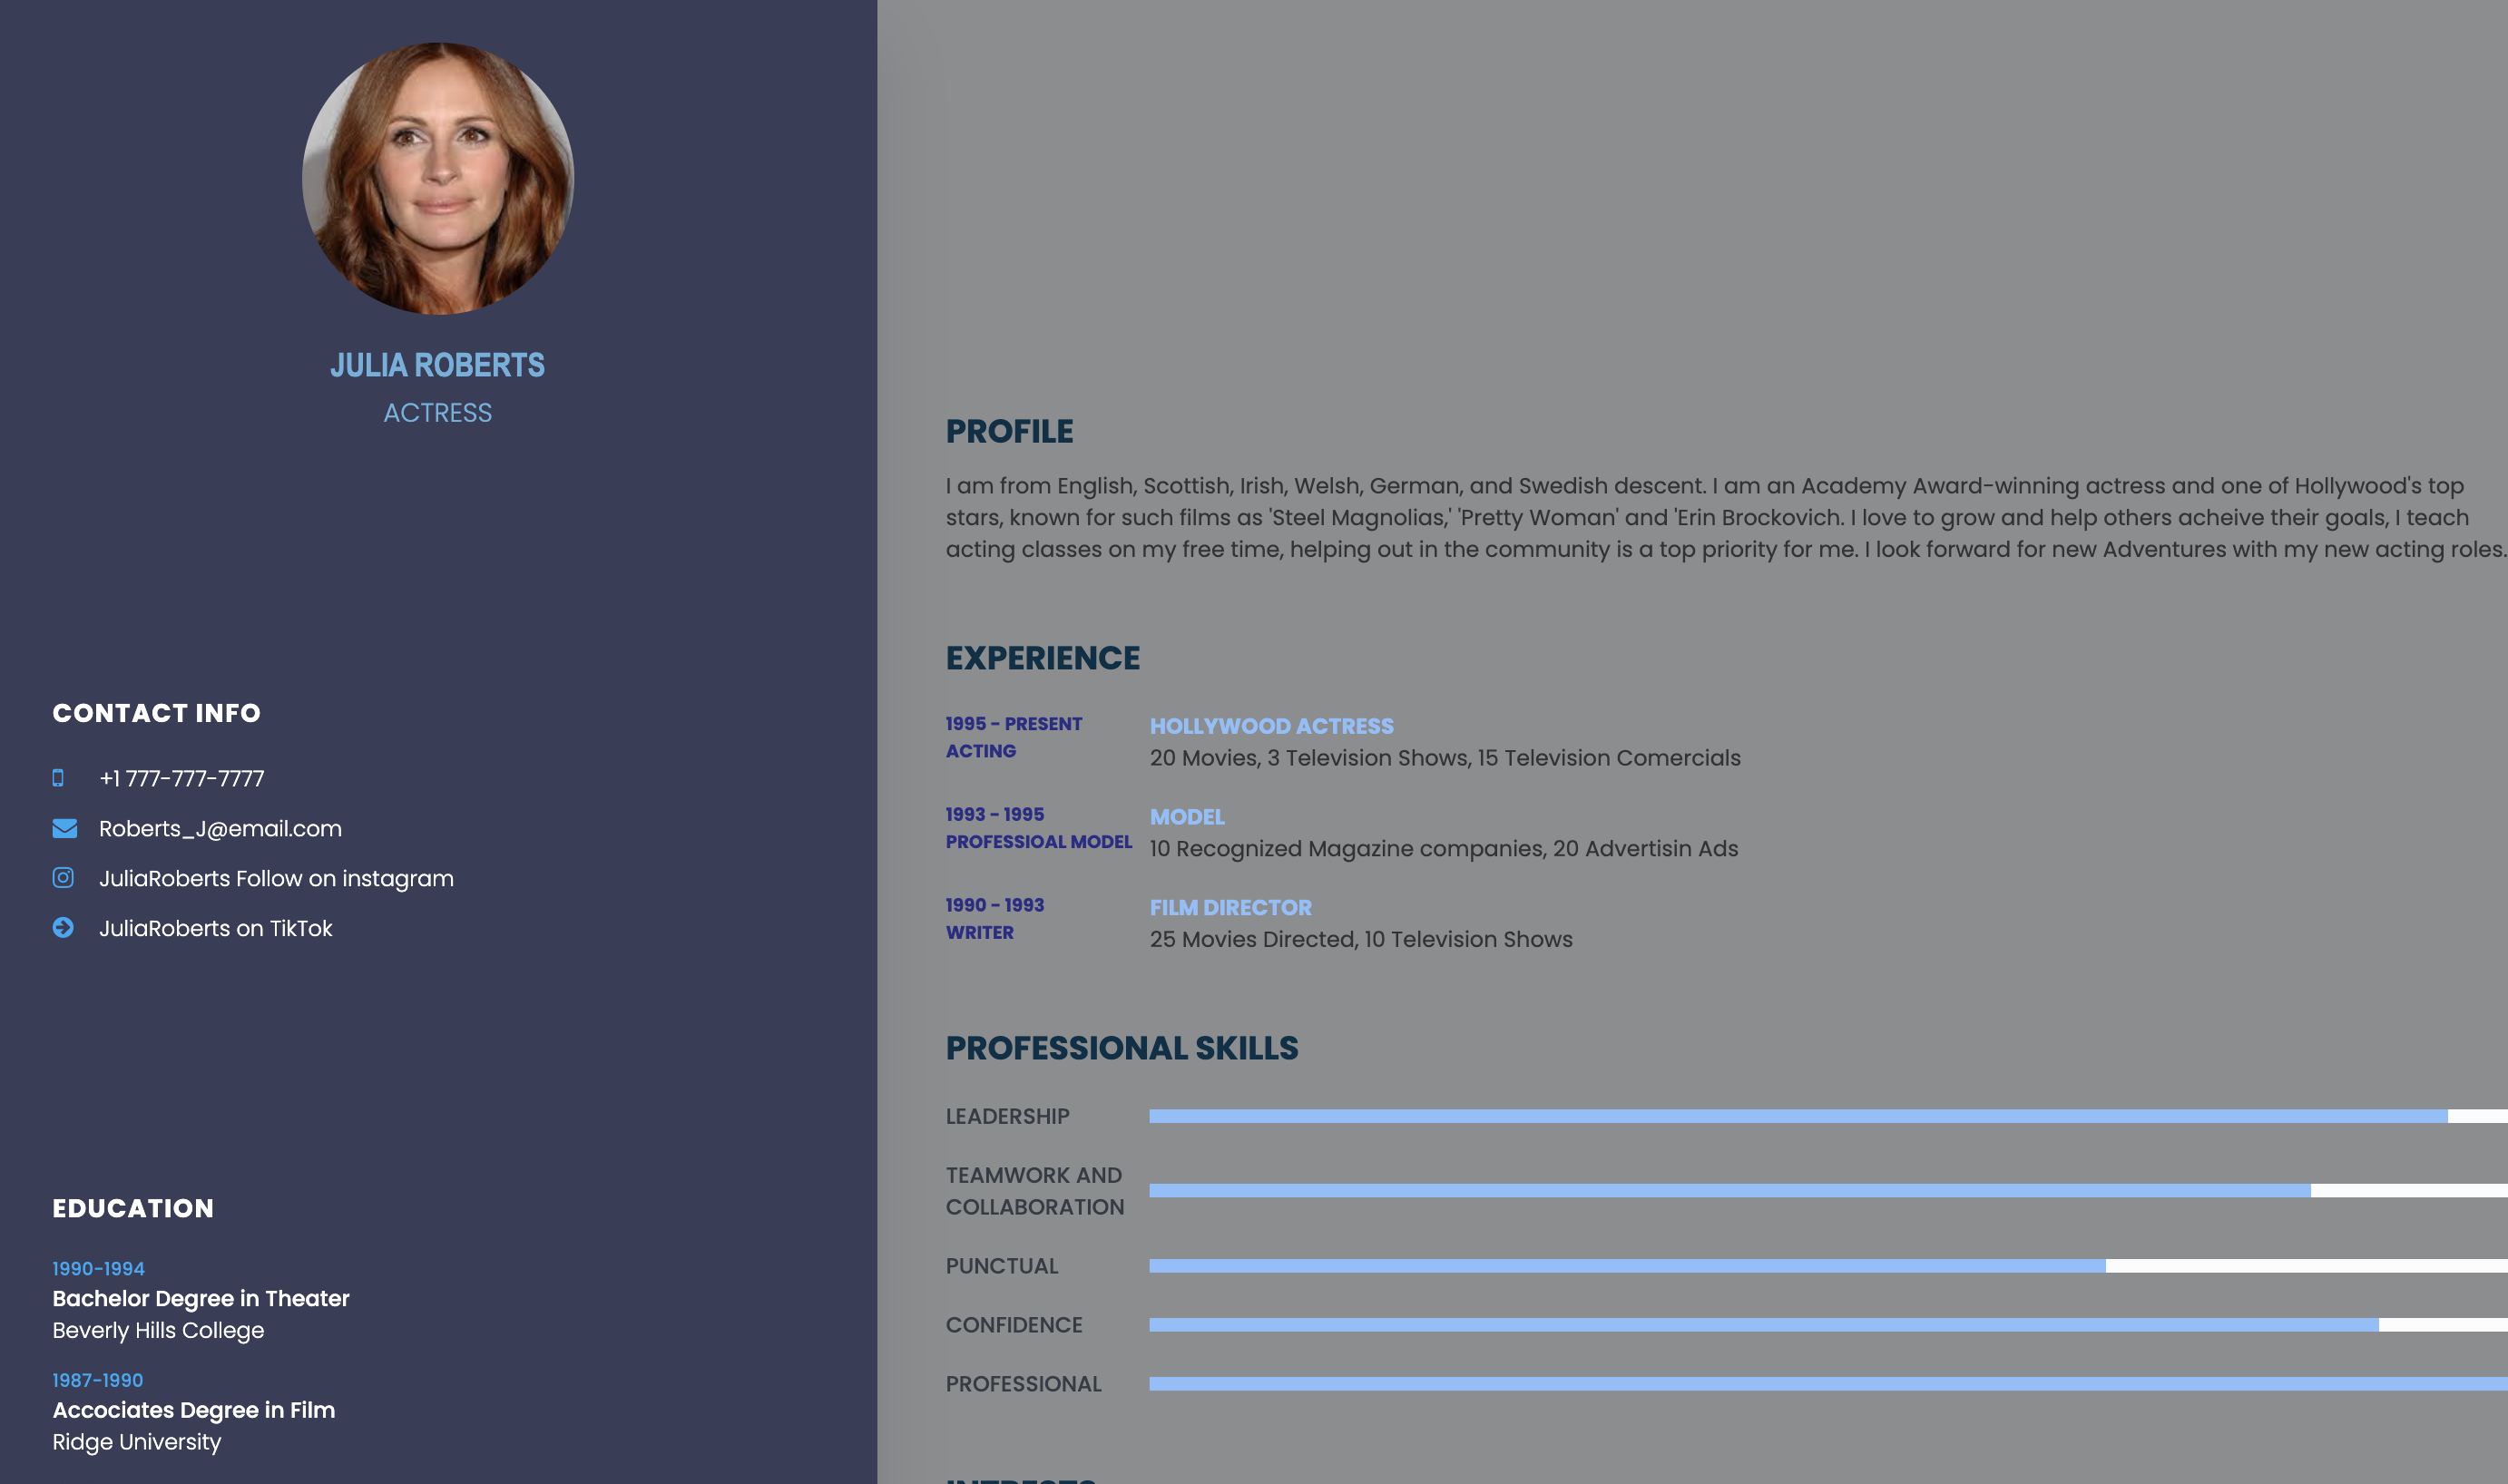 JULIA ROBERTS
ACTRESS
CONTACT INFO
+1 777-777-7777
Roberts_J@email.com
JuliaRoberts Follow on instagram
JuliaRoberts on TikTok
EDUCATION
1990-1994
Bachelor Degree in Theater
Beverly Hills College
1987-1990
Accociates Degree in Film
Ridge University
PROFILE
I am from English, Scottish, Irish, Welsh, German, and Swedish descent. I am an Academy Award-winning actress and one of Hollywood's top
stars, known for such films as 'Steel Magnolias,' 'Pretty Woman' and 'Erin Brockovich. I love to grow and help others acheive their goals, I teach
acting classes on my free time, helping out in the community is a top priority for me. I look forward for new Adventures with my new acting roles.
EXPERIENCE
1995 - PRESENT
ACTING
HOLLYWOOD ACTRESS
20 Movies, 3 Television Shows, 15 Television Comercials
1993 - 1995
PROFESSIOAL MODEL
MODEL
10 Recognized Magazine companies, 20 Advertisin Ads
1990 - 1993
WRITER
FILM DIRECTOR
25 Movies Directed, 10 Television Shows
PROFESSIONAL SKILLS
LEADERSHIP
TEAMWORK AND
COLLABORATION
PUNCTUAL
CONFIDENCE
PROFESSIONAL